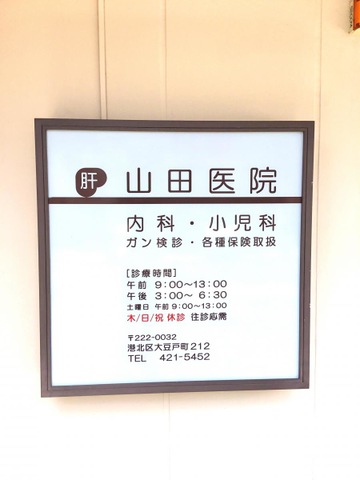 肝 山田医院
内科・小児科
ガン検診・各種保険取扱
[診療時間]
午前 9:00〜13:00
午後 3:00〜 6:30
土曜日 午前 9:00〜13:00
木/日/祝 休診 往診応需
〒222-0032
港北区大豆戸町212
TEL 421-5452